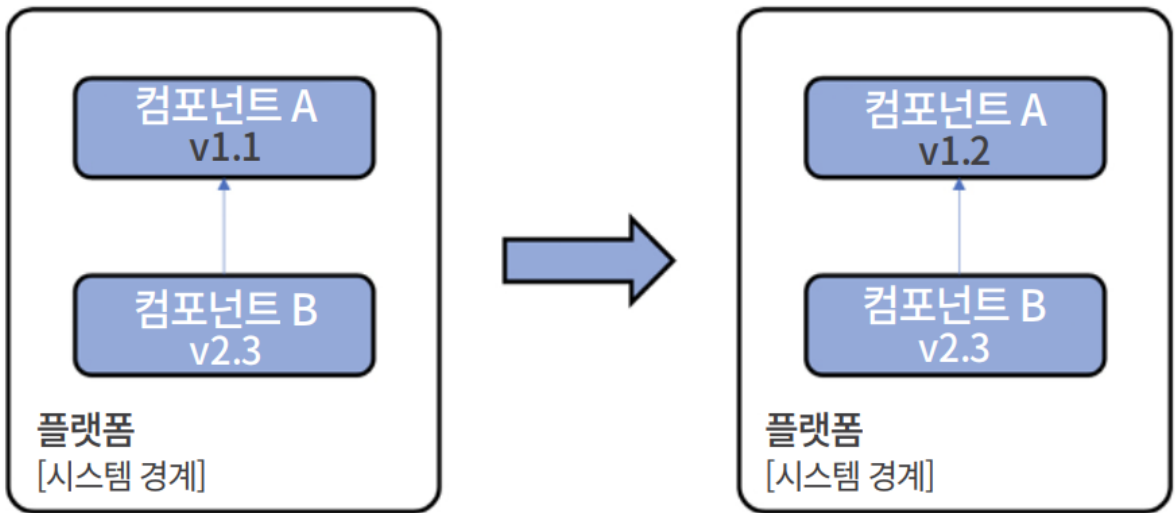 컴포넌트 A
v1.1
컴포넌트 B
v2.3
플랫폼
[시스템 경계]
컴포넌트 A
v1.2
컴포넌트 B
v2.3
플랫폼
[시스템 경계]